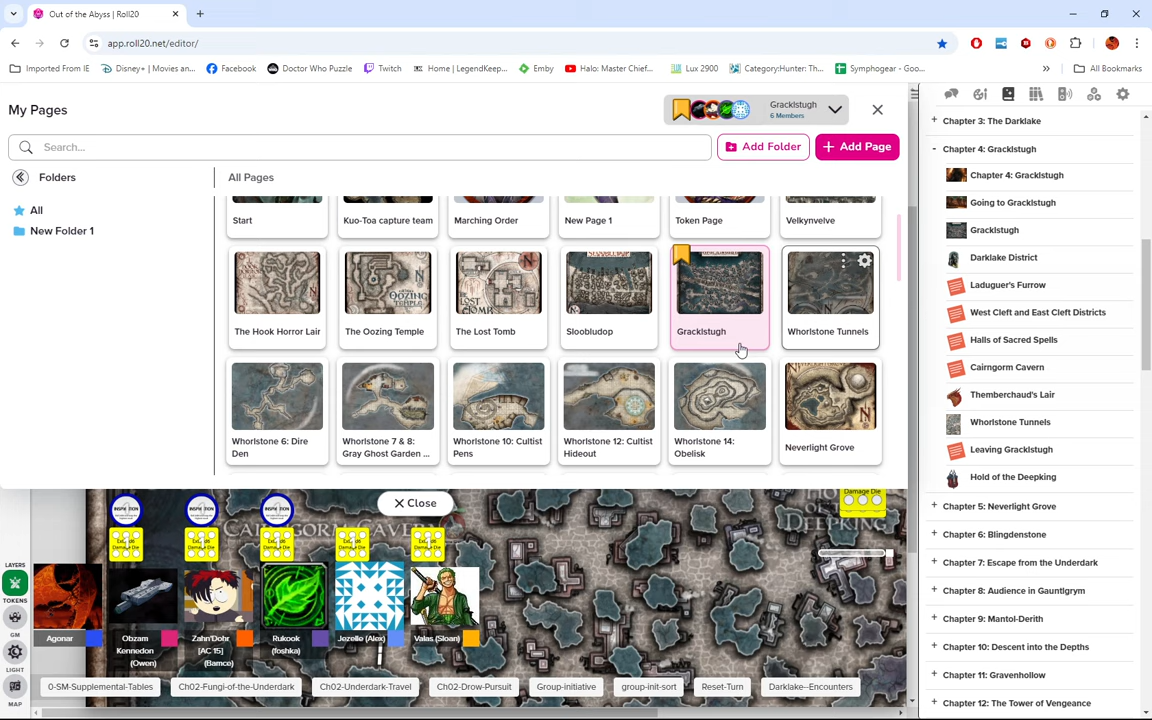 Out of the Abyss | Roll20
app.roll20.net/editor/
Imported From IE
Disney+ | Movies an...
Facebook
Doctor Who Puzzle
Twitch
Home | LegendKeep...
Emby
Halo: Master Chief...
Lux 2900
Category:Hunter: Th...
Symphogear - Goo...
All Bookmarks
My Pages
Gracklstugh
6 Members
Search...
Add Folder
Add Page
Folders
All Pages
All
New Folder 1
Start
Kuo-Toa capture team
Marching Order
New Page 1
Token Page
Velkynvelve
The Hook Horror Lair
The Oozing Temple
The Lost Tomb
Sloobludop
Gracklstugh
Whorlstone Tunnels
Whorlstone 6: Dire Den
Whorlstone 7 & 8: Gray Ghost Garden ...
Whorlstone 10: Cultist Pens
Whorlstone 12: Cultist Hideout
Whorlstone 14: Obelisk
Neverlight Grove
Close
Chapter 3: The Darklake
Chapter 4: Gracklstugh
Chapter 4: Gracklstugh
Going to Gracklstugh
Gracklstugh
Darklake District
Laduguer's Furrow
West Cleft and East Cleft Districts
Halls of Sacred Spells
Cairngorm Cavern
Themberchaud's Lair
Whorlstone Tunnels
Leaving Gracklstugh
Hold of the Deepking
Chapter 5: Neverlight Grove
Chapter 6: Blingdenstone
Chapter 7: Escape from the Underdark
Chapter 8: Audience in Gauntlgrym
Chapter 9: Mantol-Derith
Chapter 10: Descent into the Depths
Chapter 11: Gravenhollow
Chapter 12: The Tower of Vengeance
Damage Die
CAIRNGORM CAVERN
DEEPKING
LAYERS
TOKENS
GM
LIGHT
MAP
Agonar
Obzam Kennedon (Owen)
Zahn'Dohr [AC 15] (Bamco)
Rukook (foshka)
Jezelle (Alex)
Valas (Sloan)
0-SM-Supplemental-Tables
Ch02-Fungi-of-the-Underdark
Ch02-Underdark-Travel
Ch02-Drow-Pursuit
Group-initiative
group-init-sort
Reset-Turn
Darklake--Encounters